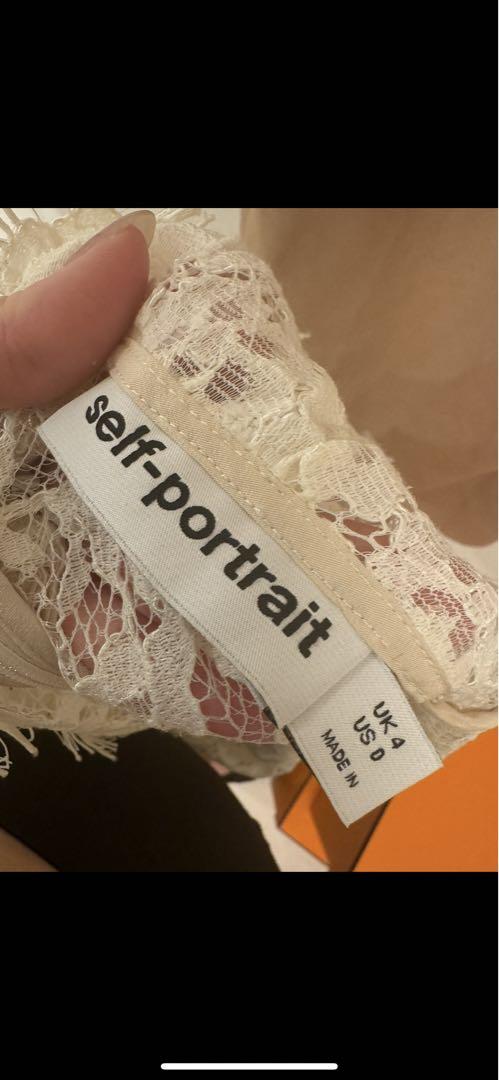 self-portrait
UK 4
US 0
MADE IN